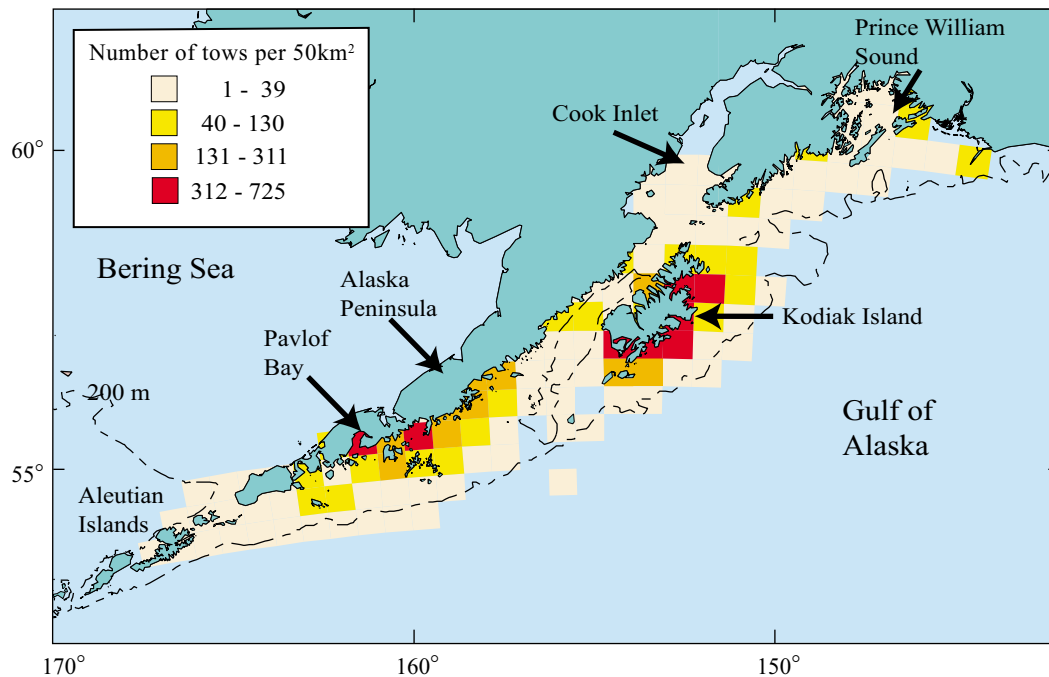 Number of tows per 50km²
1 - 39
40 - 130
131 - 311
312 - 725
Prince William
Sound
Cook Inlet
60°
Bering Sea
Alaska
Peninsula
Kodiak Island
Pavlof
Bay
200 m
Gulf of
Alaska
55°
Aleutian
Islands
170°
160°
150°